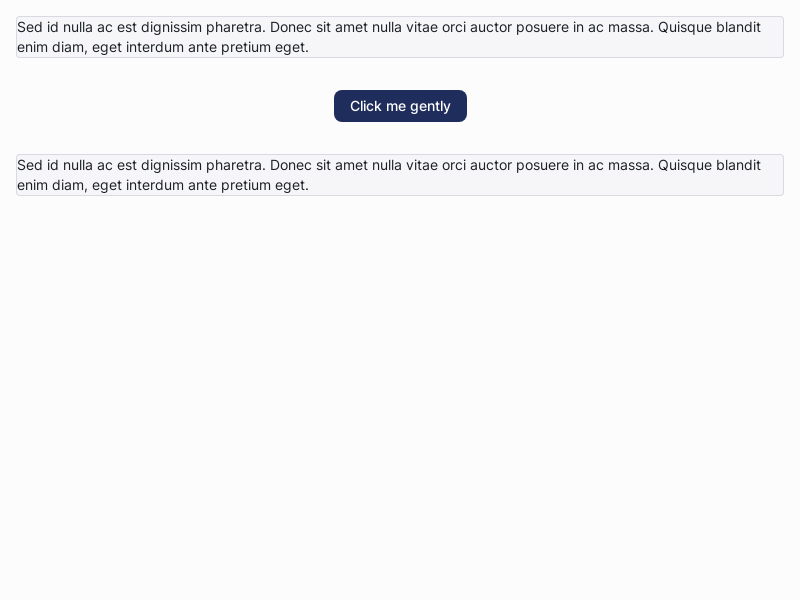 Sed id nulla ac est dignissim pharetra. Donec sit amet nulla vitae orci auctor posuere in ac massa. Quisque blandit
enim diam, eget interdum ante pretium eget.
Click me gently
Sed id nulla ac est dignissim pharetra. Donec sit amet nulla vitae orci auctor posuere in ac massa. Quisque blandit
enim diam, eget interdum ante pretium eget.